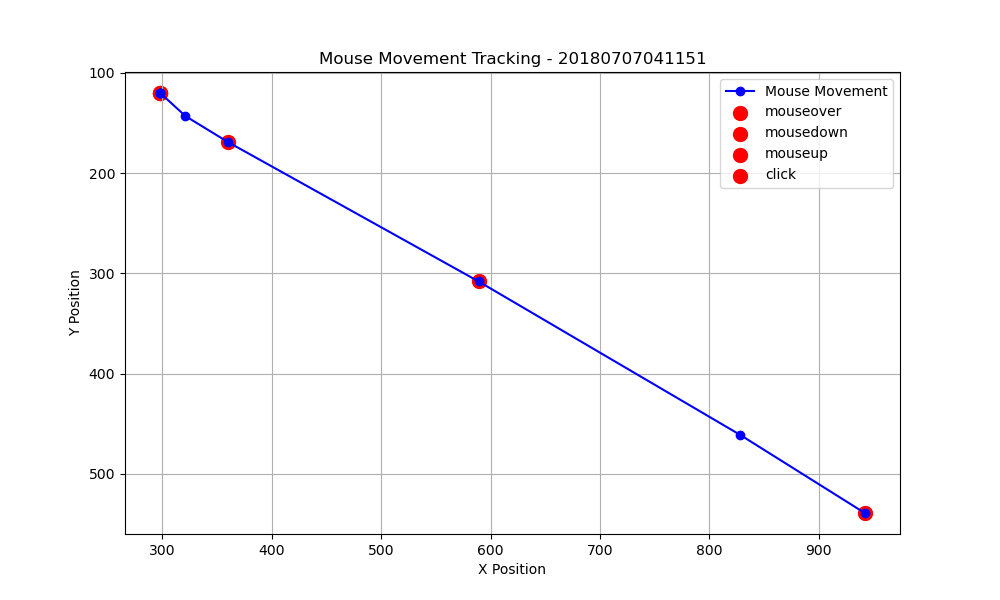 Mouse Movement Tracking - 20180707041151
Mouse Movement
mouseover
mousedown
mouseup
click
100
200
300
400
500
Y Position
300 400 500 600 700 800 900
X Position